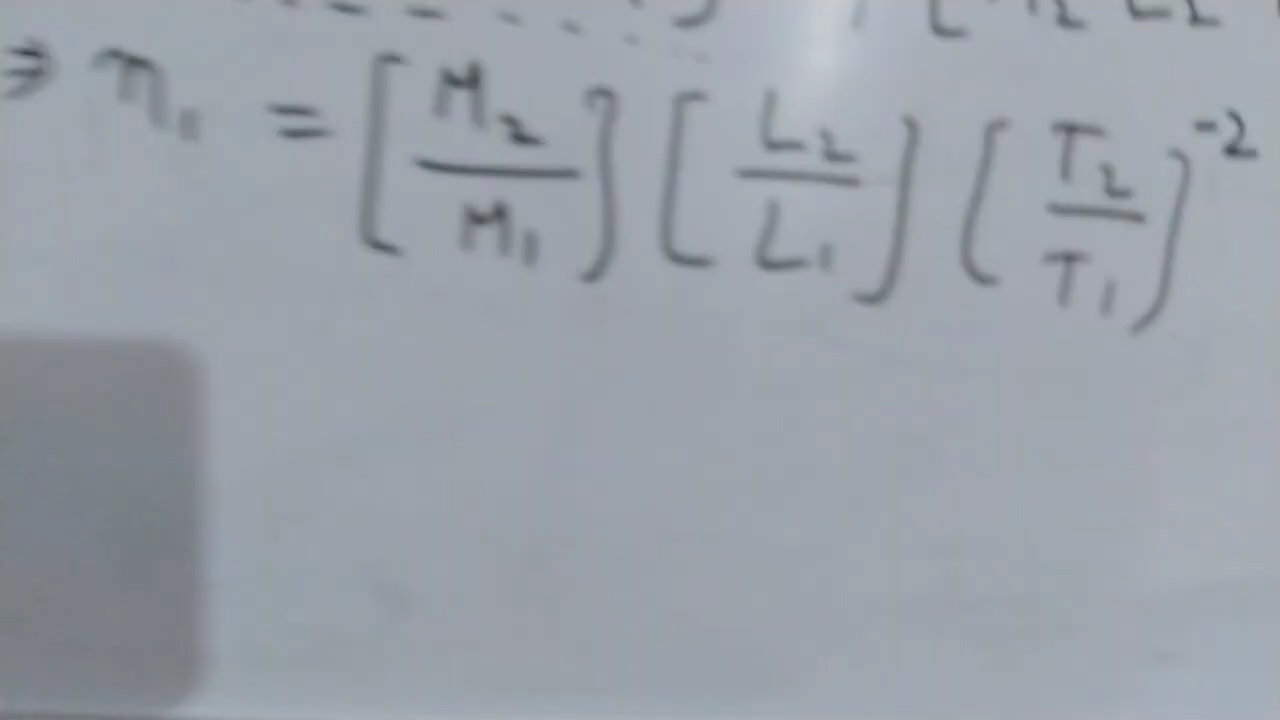 ⇒ n₁ = [M₂/M₁] [L₂/L₁] (T₂/T₁)⁻²